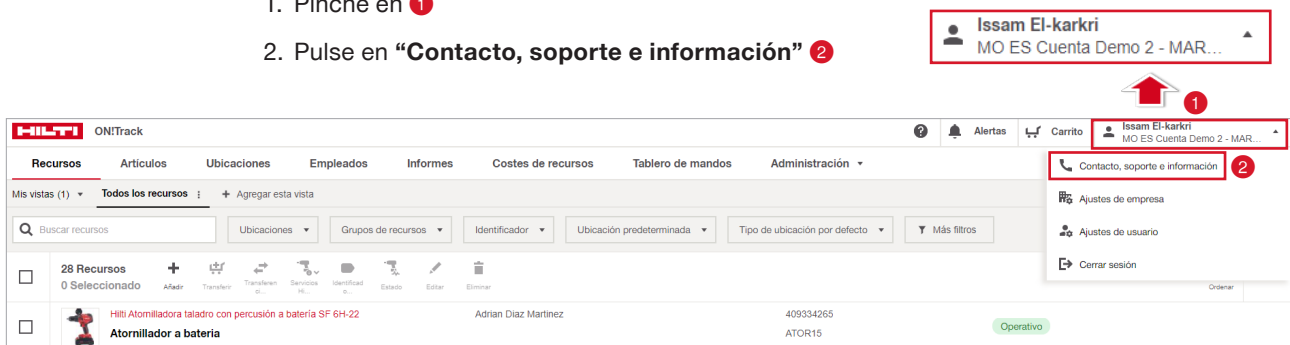 1. Pinche en 1
2. Pulse en “Contacto, soporte e información” 2
Issam El-karkri
MO ES Cuenta Demo 2 - MAR...
1
HILTI ON!Track
Alertas Carrito Issam El-karkri
MO ES Cuenta Demo 2 - MAR...
Recursos Artículos Ubicaciones Empleados Informes Costes de recursos Tablero de mandos Administración
Contacto, soporte e información 2
Mis vistas (1) Todos los recursos + Agregar esta vista
Ajustes de empresa
Buscar recursos Ubicaciones Grupos de recursos Identificador Ubicación predeterminada Tipo de ubicación por defecto Más filtros
Ajustes de usuario
Cerrar sesión
28 Recursos
0 Seleccionado Añadir Transferir Transferen ci... Servicios Hi... Identificad o... Estado Editar Eliminar Ordenar
Hilti Atornilladora taladro con percusión a batería SF 6H-22 Adrian Diaz Martinez 409334265
Atornillador a bateria ATOR15 Operativo